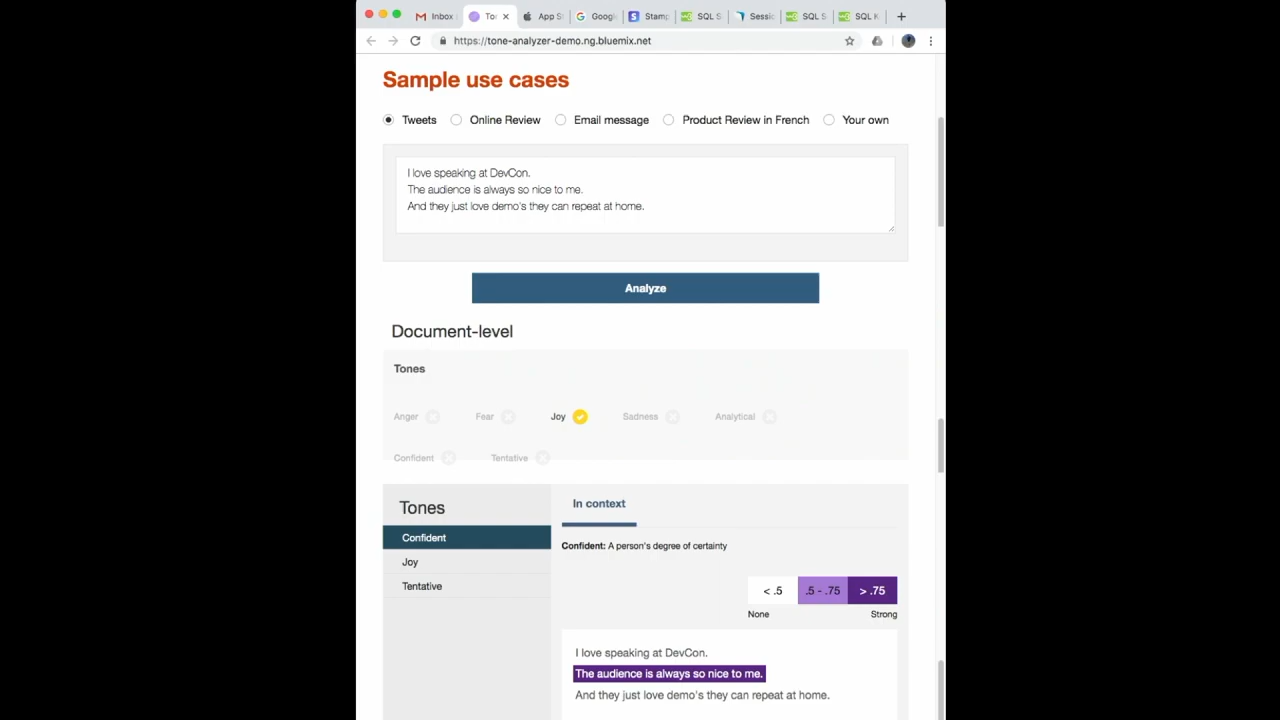 Inbox
To
App S
Googl
Stamp
SQL S
Sessic
SQL S
SQL K
https://tone-analyzer-demo.ng.bluemix.net
Sample use cases
Tweets Online Review Email message Product Review in French Your own
I love speaking at DevCon.
The audience is always so nice to me.
And they just love demo's they can repeat at home.
Analyze
Document-level
Tones
Anger Fear Joy Sadness Analytical
Confident Tentative
Tones
Confident
Joy
Tentative
In context
Confident: A person's degree of certainty
< .5 .5 - .75 > .75
None Strong
I love speaking at DevCon.
The audience is always so nice to me.
And they just love demo's they can repeat at home.